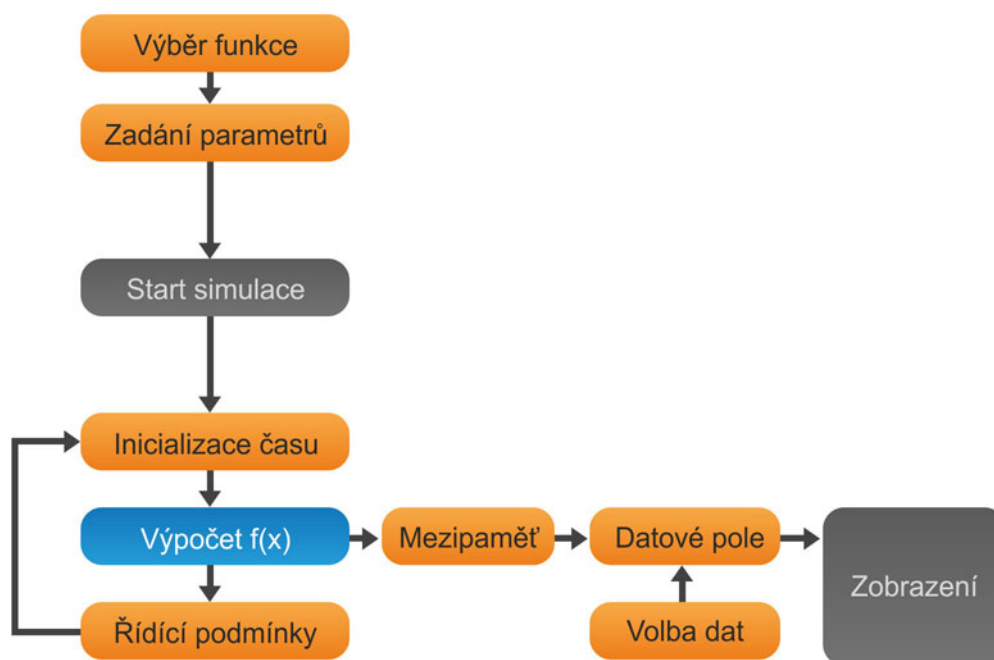 Výběr funkce
Zadání parametrů
Start simulace
Inicializace času
Výpočet f(x)
Mezipaměť
Datové pole
Zobrazení
Řídící podmínky
Volba dat